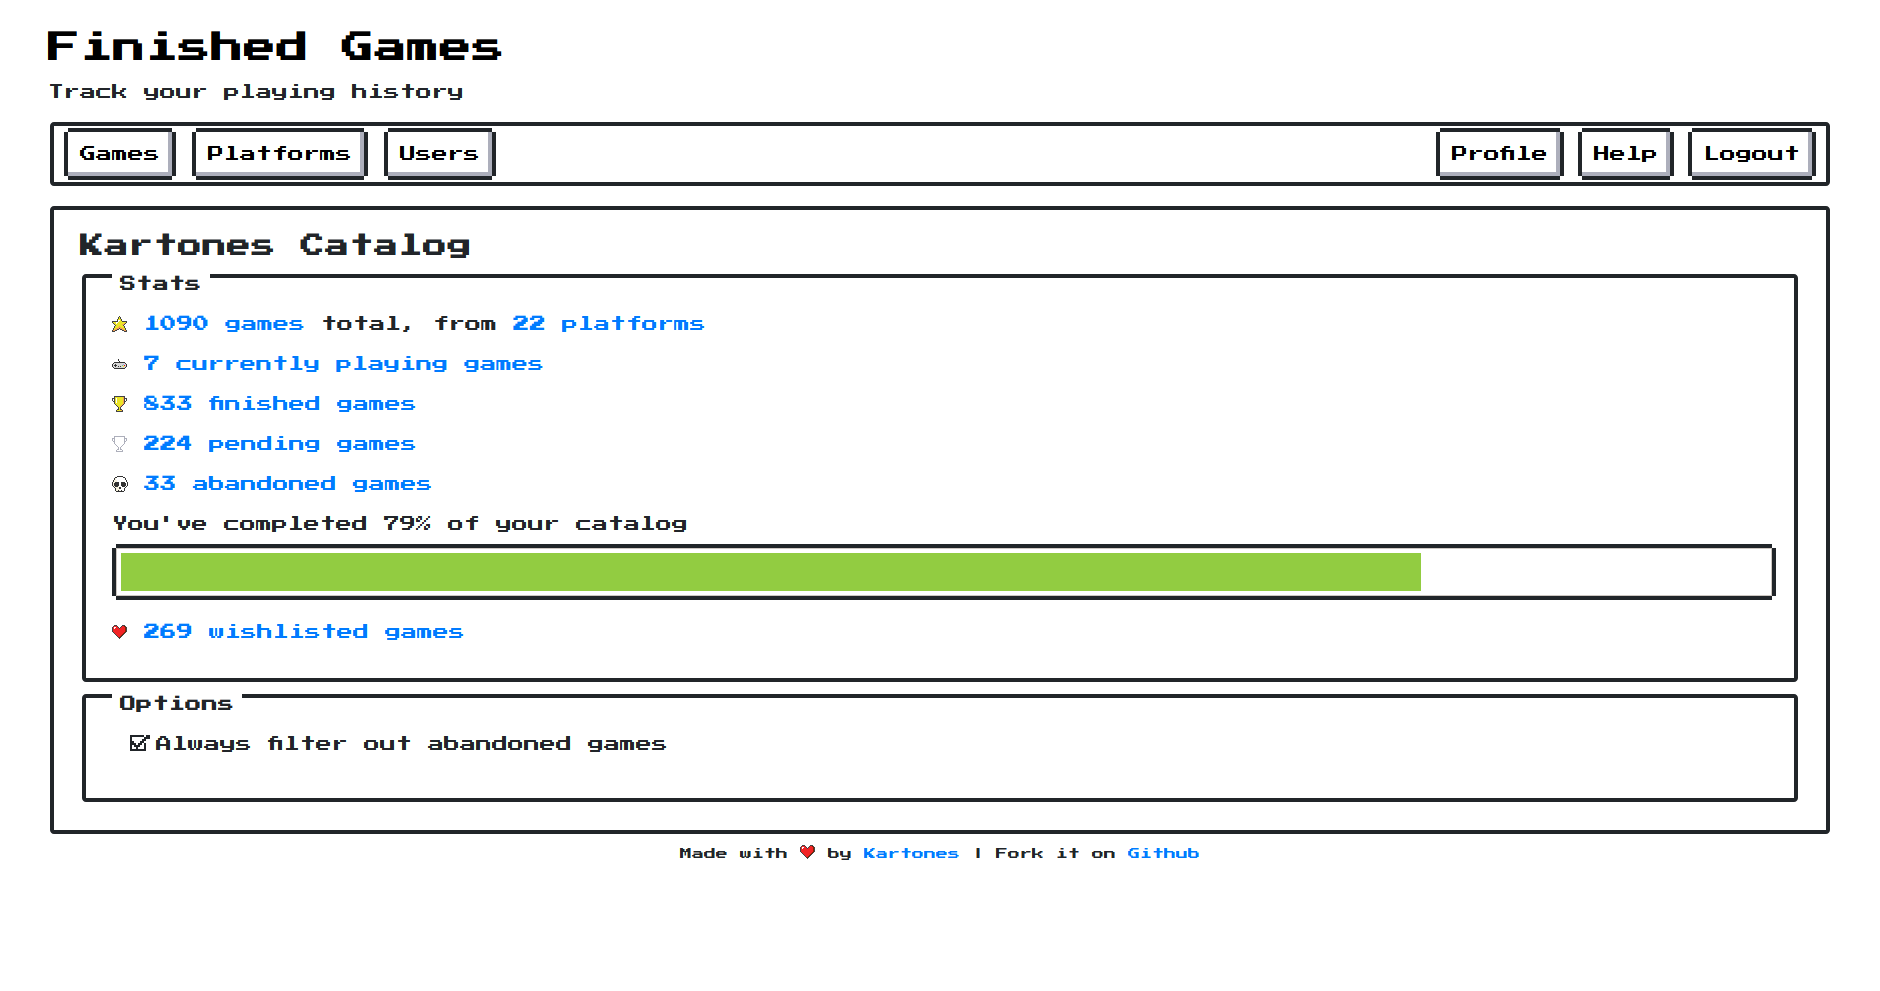 Finished Games
Track your playing history
Games Platforms Users Profile Help Logout
Kartones Catalog
Stats
1090 games total, from 22 platforms
7 currently playing games
833 finished games
224 pending games
33 abandoned games
You've completed 79% of your catalog
269 wishlisted games
Options
Always filter out abandoned games
Made with ❤ by Kartones | Fork it on Github